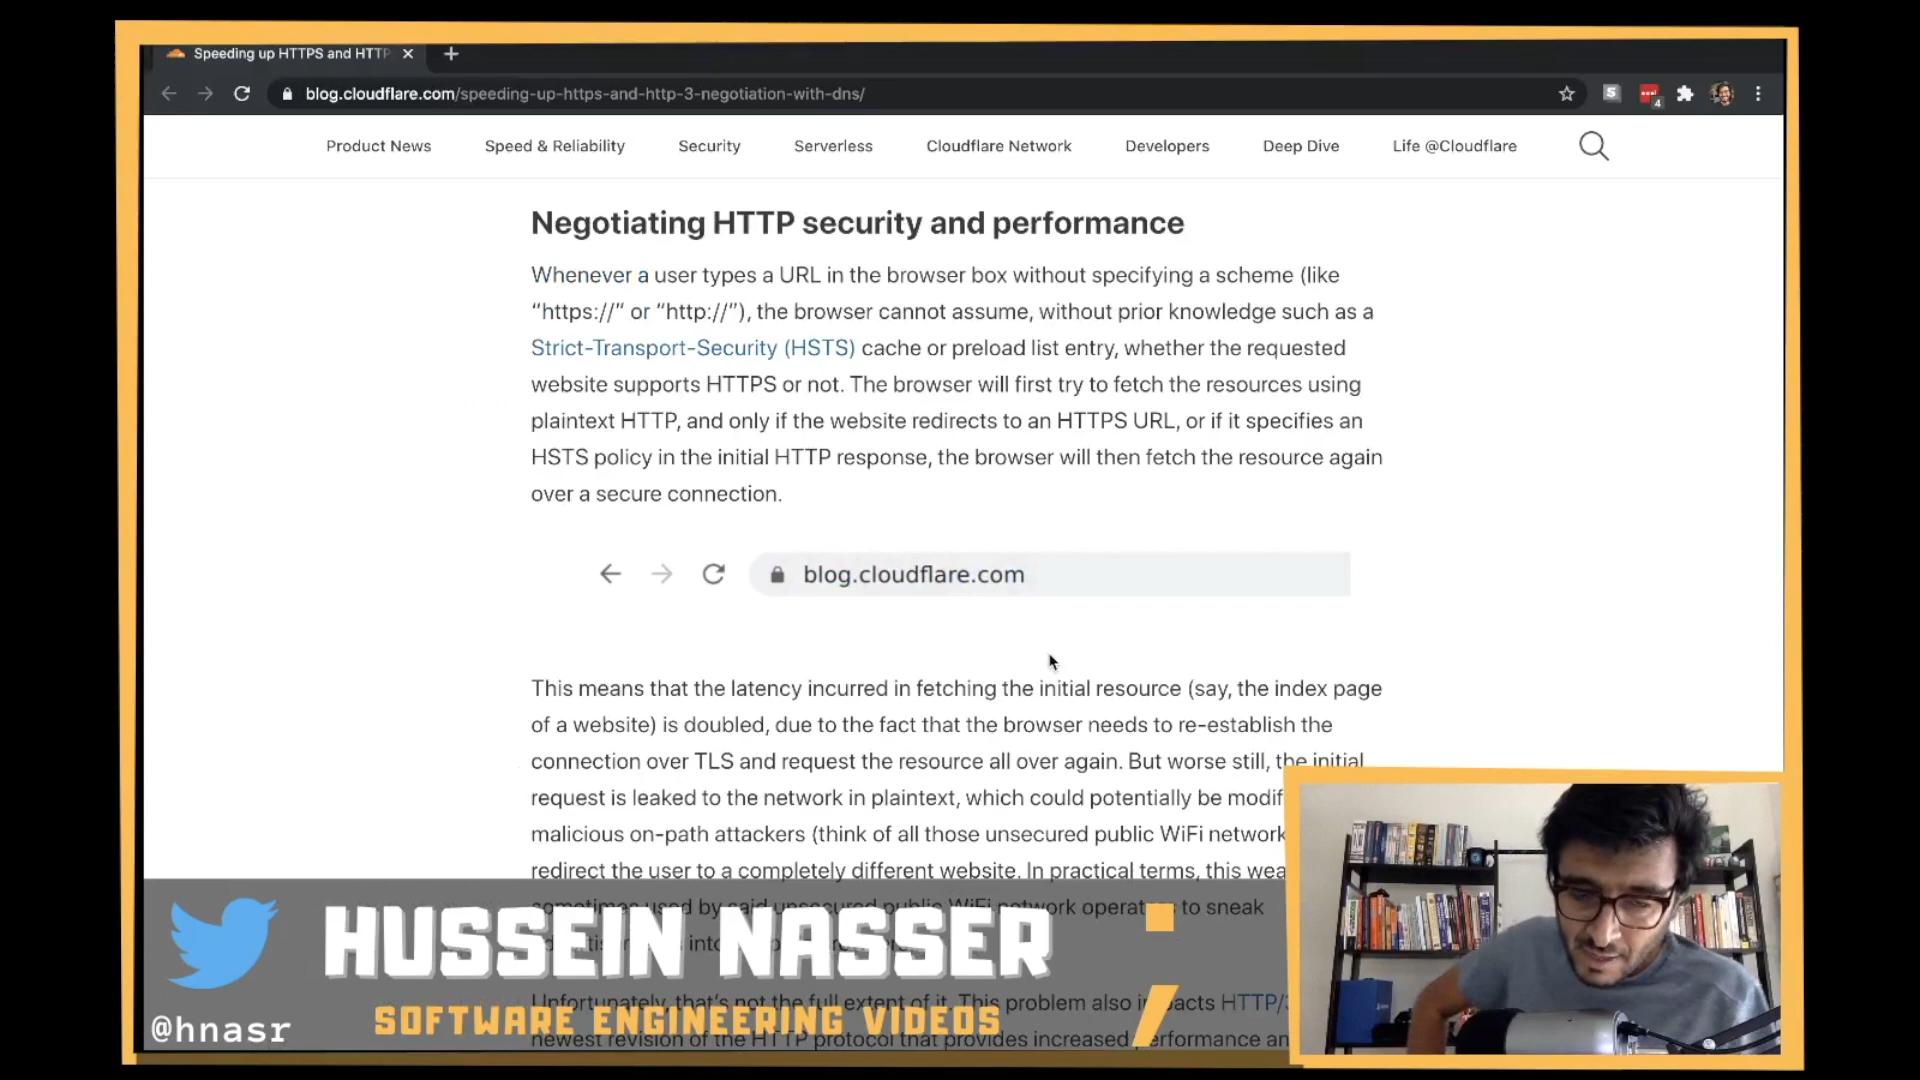 Speeding up HTTPS and HTTP
blog.cloudflare.com/speeding-up-https-and-http-3-negotiation-with-dns/
S
4
Product News Speed & Reliability Security Serverless Cloudflare Network Developers Deep Dive Life @Cloudflare
Negotiating HTTP security and performance
Whenever a user types a URL in the browser box without specifying a scheme (like
“https://” or “http://”), the browser cannot assume, without prior knowledge such as a
Strict-Transport-Security (HSTS) cache or preload list entry, whether the requested
website supports HTTPS or not. The browser will first try to fetch the resources using
plaintext HTTP, and only if the website redirects to an HTTPS URL, or if it specifies an
HSTS policy in the initial HTTP response, the browser will then fetch the resource again
over a secure connection.
blog.cloudflare.com
This means that the latency incurred in fetching the initial resource (say, the index page
of a website) is doubled, due to the fact that the browser needs to re-establish the
connection over TLS and request the resource all over again. But worse still, the initial
request is leaked to the network in plaintext, which could potentially be modif
malicious on-path attackers (think of all those unsecured public WiFi network
redirect the user to a completely different website. In practical terms, this wea
sometimes used by said unsecured public WiFi network operat to sneak
HUSSEIN NASSER ;
Unfortunately, that's not the full extent of it. This problem also impacts HTTP/3
SOFTWARE ENGINEERING VIDEOS
@hnasr
newest revision of the HTTP protocol that provides increased performance an